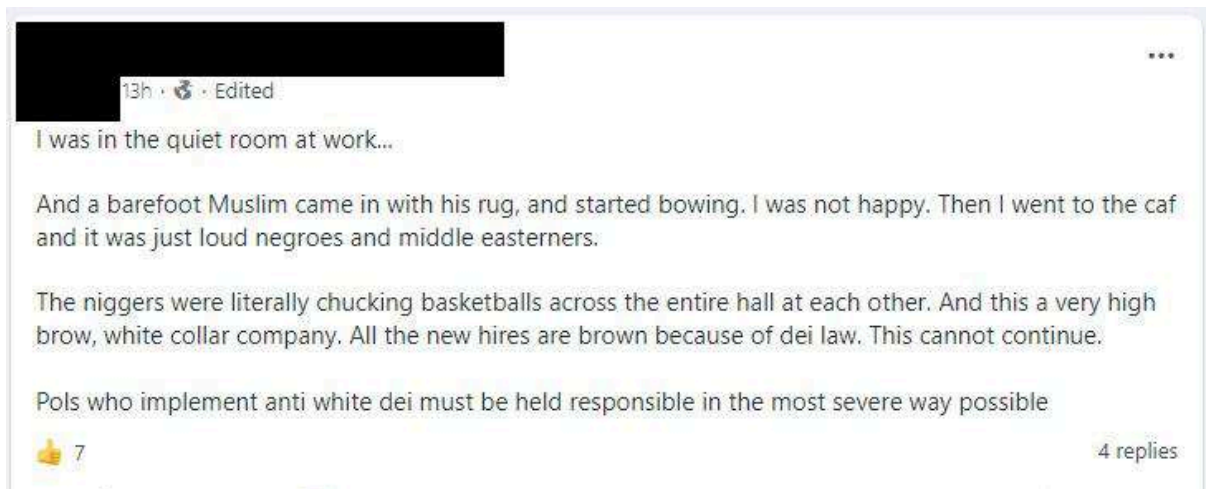 13h · Edited
I was in the quiet room at work...
And a barefoot Muslim came in with his rug, and started bowing. I was not happy. Then I went to the caf
and it was just loud negroes and middle easterners.
The niggers were literally chucking basketballs across the entire hall at each other. And this a very high
brow, white collar company. All the new hires are brown because of dei law. This cannot continue.
Pols who implement anti white dei must be held responsible in the most severe way possible
7
4 replies